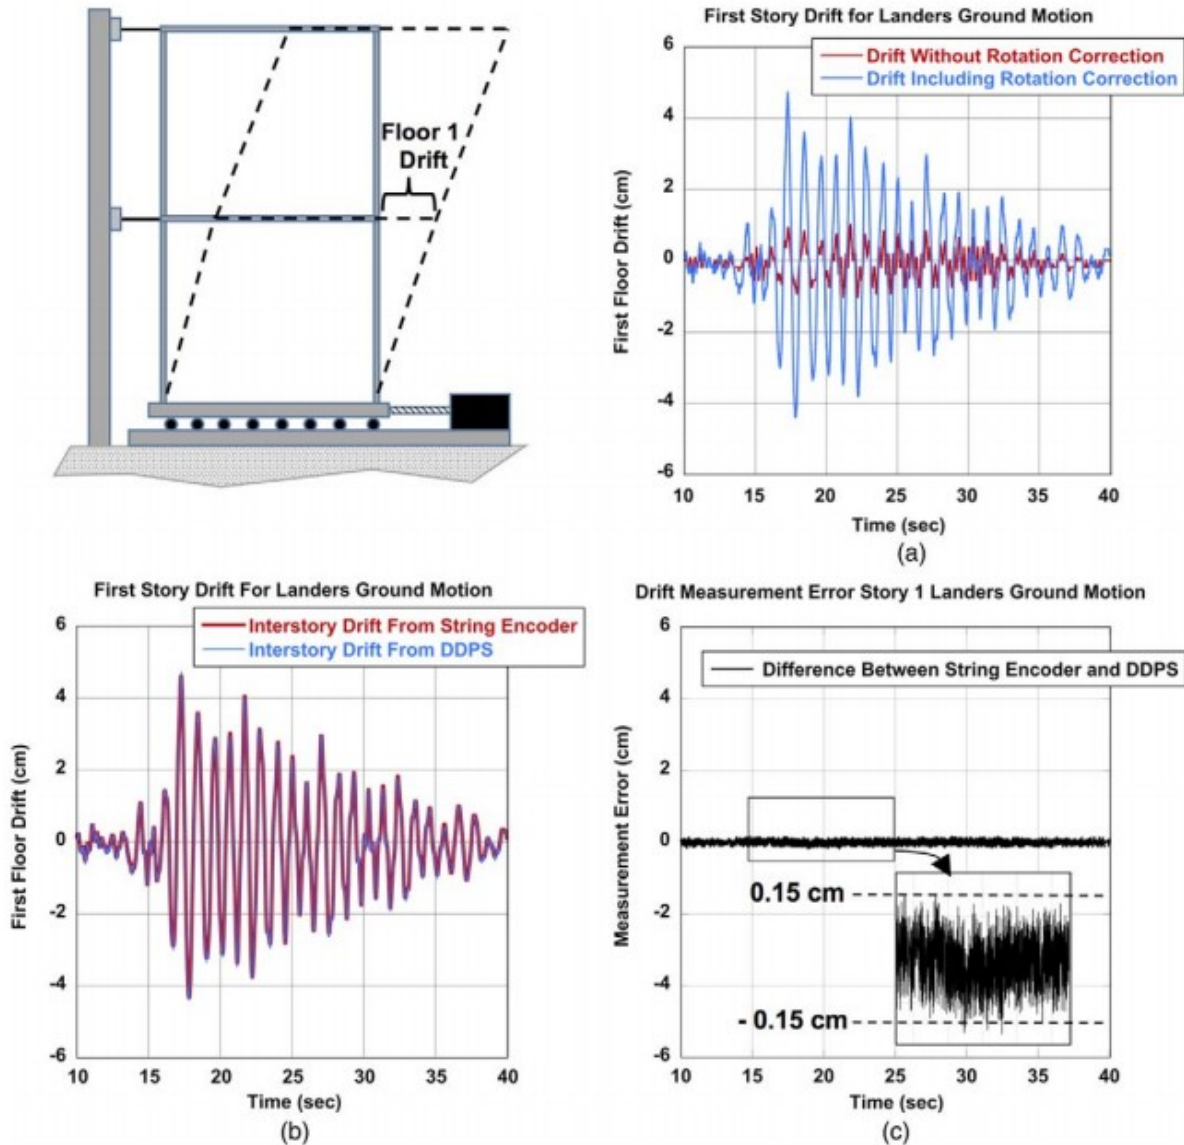 Floor 1
Drift
First Story Drift for Landers Ground Motion
Drift Without Rotation Correction
Drift Including Rotation Correction
6
4
2
0
-2
-4
-6
First Floor Drift (cm)
10 15 20 25 30 35 40
Time (sec)
(a)
First Story Drift For Landers Ground Motion
Interstory Drift From String Encoder
Interstory Drift From DDPS
6
4
2
0
-2
-4
-6
First Floor Drift (cm)
10 15 20 25 30 35 40
Time (sec)
(b)
Drift Measurement Error Story 1 Landers Ground Motion
Difference Between String Encoder and DDPS
6
4
2
0
-2
-4
-6
Measurement Error (cm)
0.15 cm
- 0.15 cm
10 15 20 25 30 35 40
Time (sec)
(c)